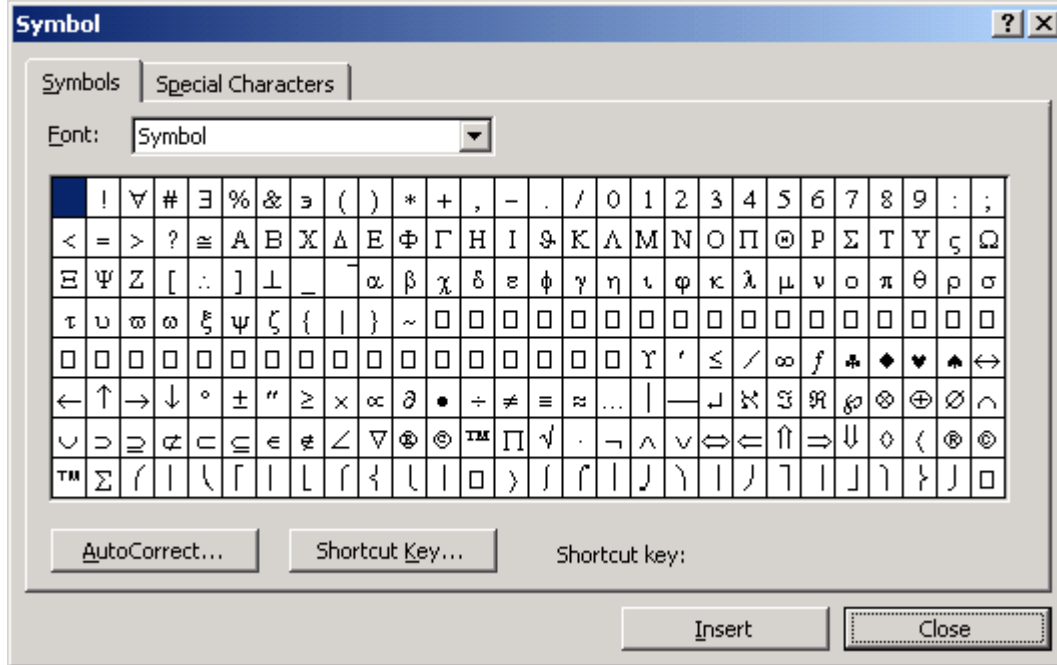 Symbol
Symbols Special Characters
Font: Symbol
! ∀ # ∃ % & ∍ ( ) ∗ + , − . / 0 1 2 3 4 5 6 7 8 9 : ;
< = > ? ≅ Α Β Χ Δ Ε Φ Γ Η Ι ϑ Κ Λ Μ Ν Ο Π Θ Ρ Σ Τ Υ ς Ω
Ξ Ψ Ζ [ ∴ ] ⊥ _ ‾ α β χ δ ε φ γ η ι ϕ κ λ μ ν ο π θ ρ σ
τ υ ϖ ω ξ ψ ζ { | } ~ □ □ □ □ □ □ □ □ □ □ □ □ □ □ □ □ □
□ □ □ □ □ □ □ □ □ □ □ □ □ □ □ □ ϒ ′ ≤ ⁄ ∞ ƒ ♣ ♦ ♥ ♠ ↔
← ↑ → ↓ ° ± ″ ≥ × ∝ ∂ • ÷ ≠ ≡ ≈ … | — ↵ ℵ ℑ ℜ ℘ ⊗ ⊕ ∅ ∩
∪ ⊃ ⊇ ⊄ ⊂ ⊆ ∈ ∉ ∠ ∇ ® © ™ ∏ √ ⋅ ¬ ∧ ∨ ⇔ ⇐ ⇑ ⇒ ⇓ ◊ 〈 ® ©
™ ∑ ⎛ ⎜ ⎝ ⎡ ⎢ ⎣ ⎧ ⎨ ⎩ ⎪ □ 〉 ∫ ⌠ ⎮ ⌡ ⎞ ⎟ ⎠ ⎤ ⎥ ⎦ ⎫ ⎬ ⎭ □
AutoCorrect... Shortcut Key... Shortcut key:
Insert Close